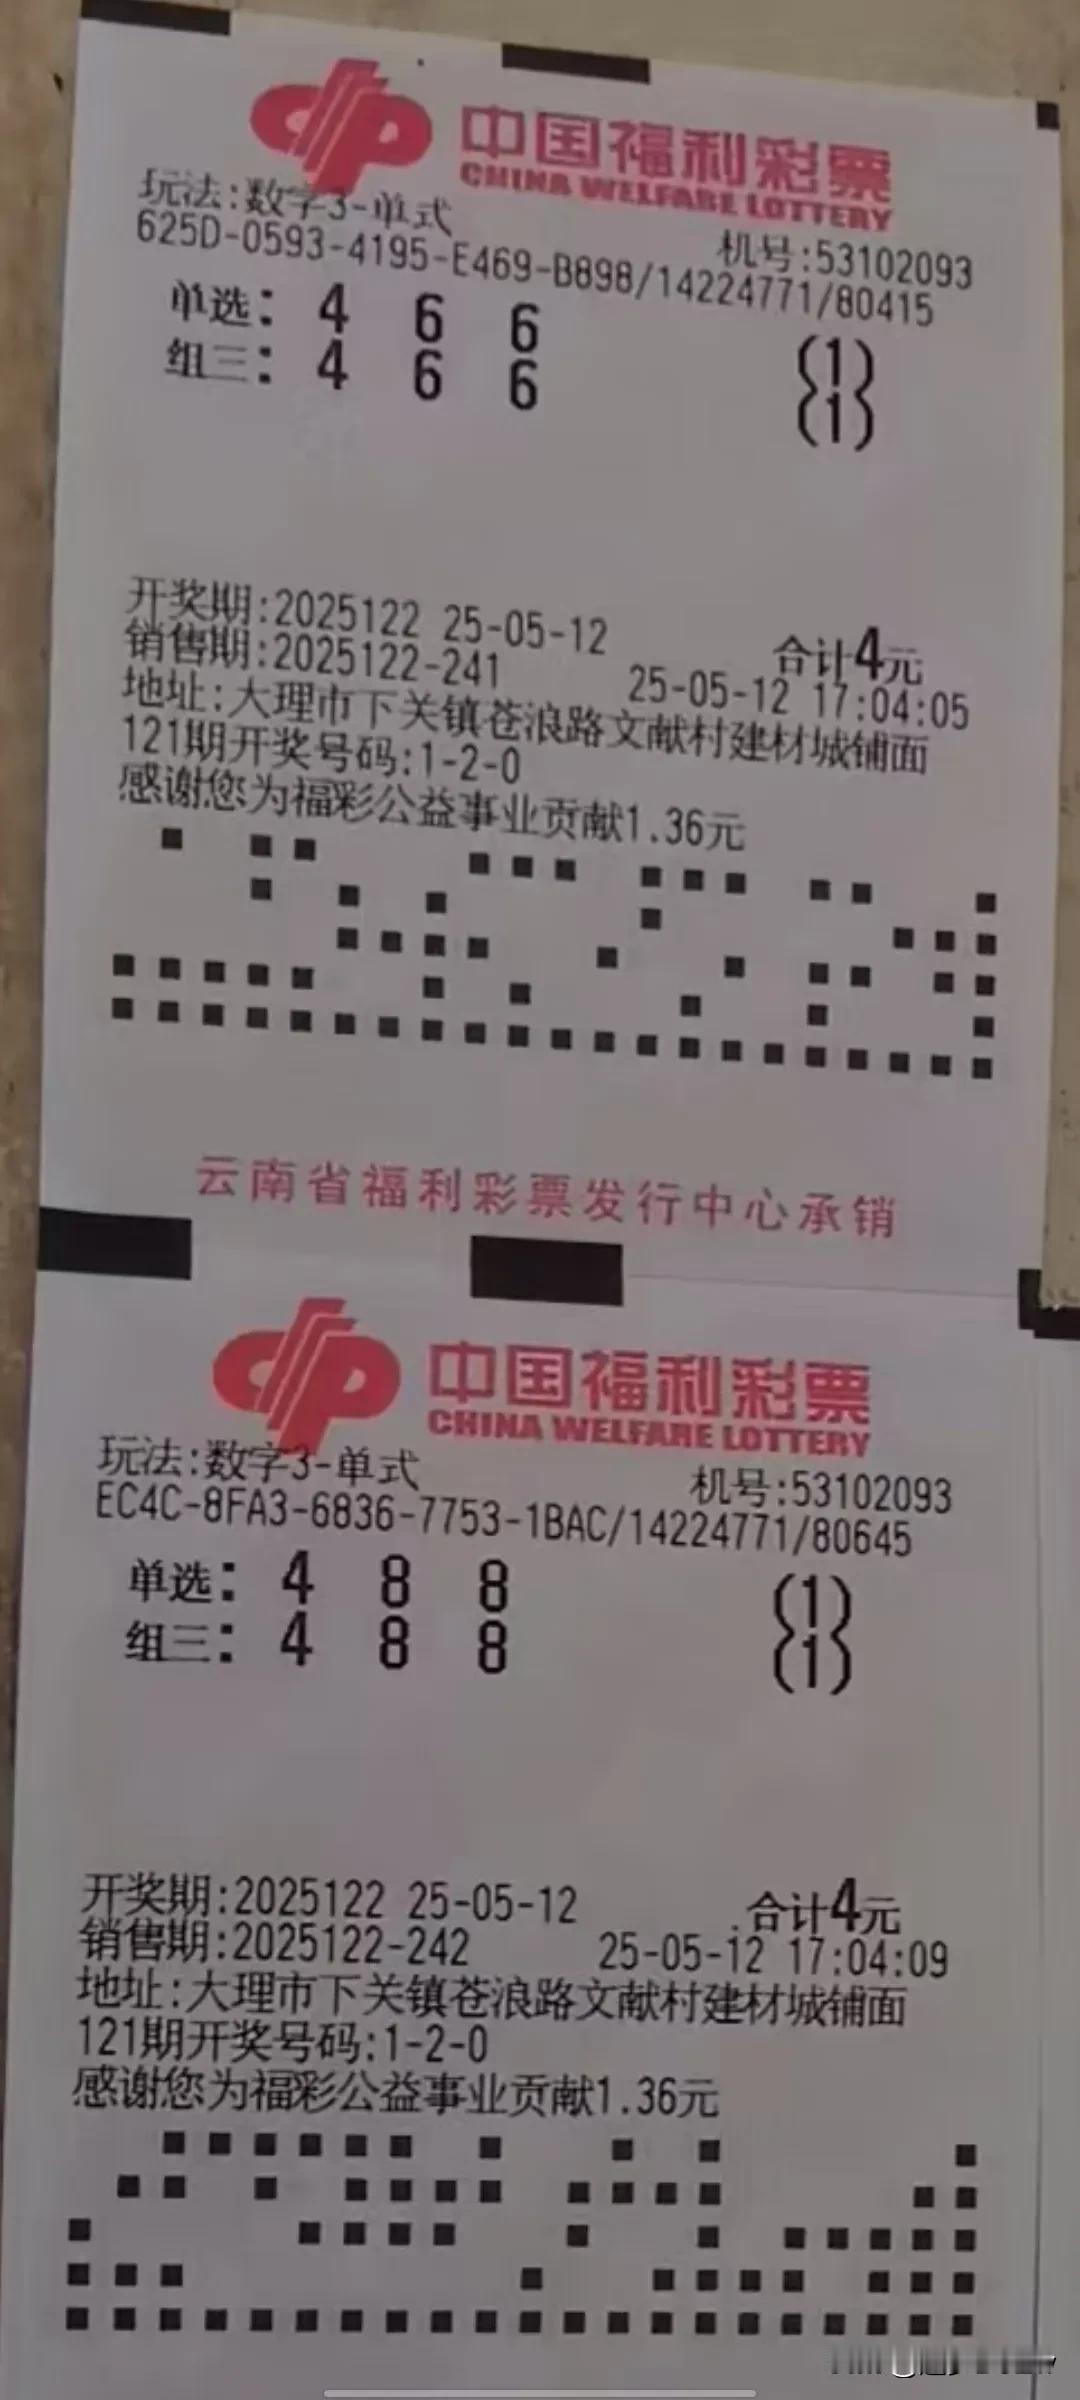 中国福利彩票
CHINA WELFARE LOTTERY
玩法:数字3-单式
机号:53102093
625D-0593-4195-E469-B898/14224771/80415
单选: 4 6 6 (1)
组三: 4 6 6 (1)
开奖期:2025122 25-05-12
合计4元
销售期:2025122-241 25-05-12 17:04:05
地址:大理市下关镇苍浪路文献村建材城铺面
121期开奖号码:1-2-0
感谢您为福彩公益事业贡献1.36元
云南省福利彩票发行中心承销
中国福利彩票
CHINA WELFARE LOTTERY
玩法:数字3-单式
机号:53102093
EC4C-8FA3-6836-7753-1BAC/14224771/80645
单选: 4 8 8 (1)
组三: 4 8 8 (1)
开奖期:2025122 25-05-12
合计4元
销售期:2025122-242 25-05-12 17:04:09
地址:大理市下关镇苍浪路文献村建材城铺面
121期开奖号码:1-2-0
感谢您为福彩公益事业贡献1.36元